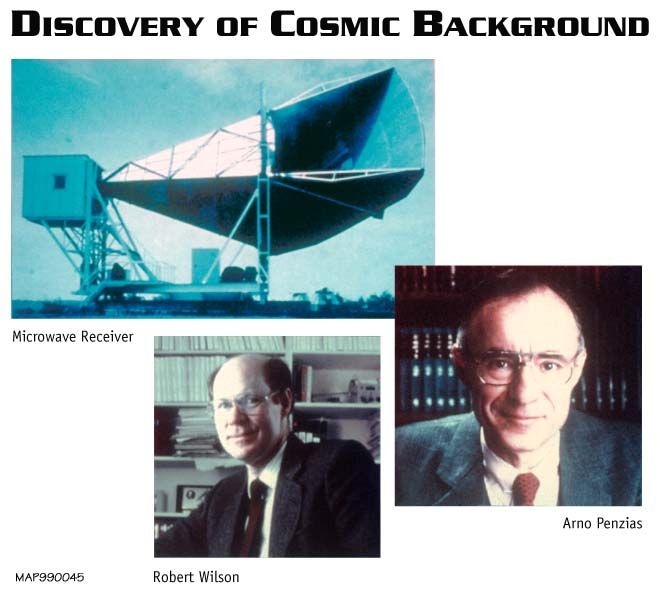 DISCOVERY OF COSMIC BACKGROUND
Microwave Receiver
Arno Penzias
MAP990045
Robert Wilson